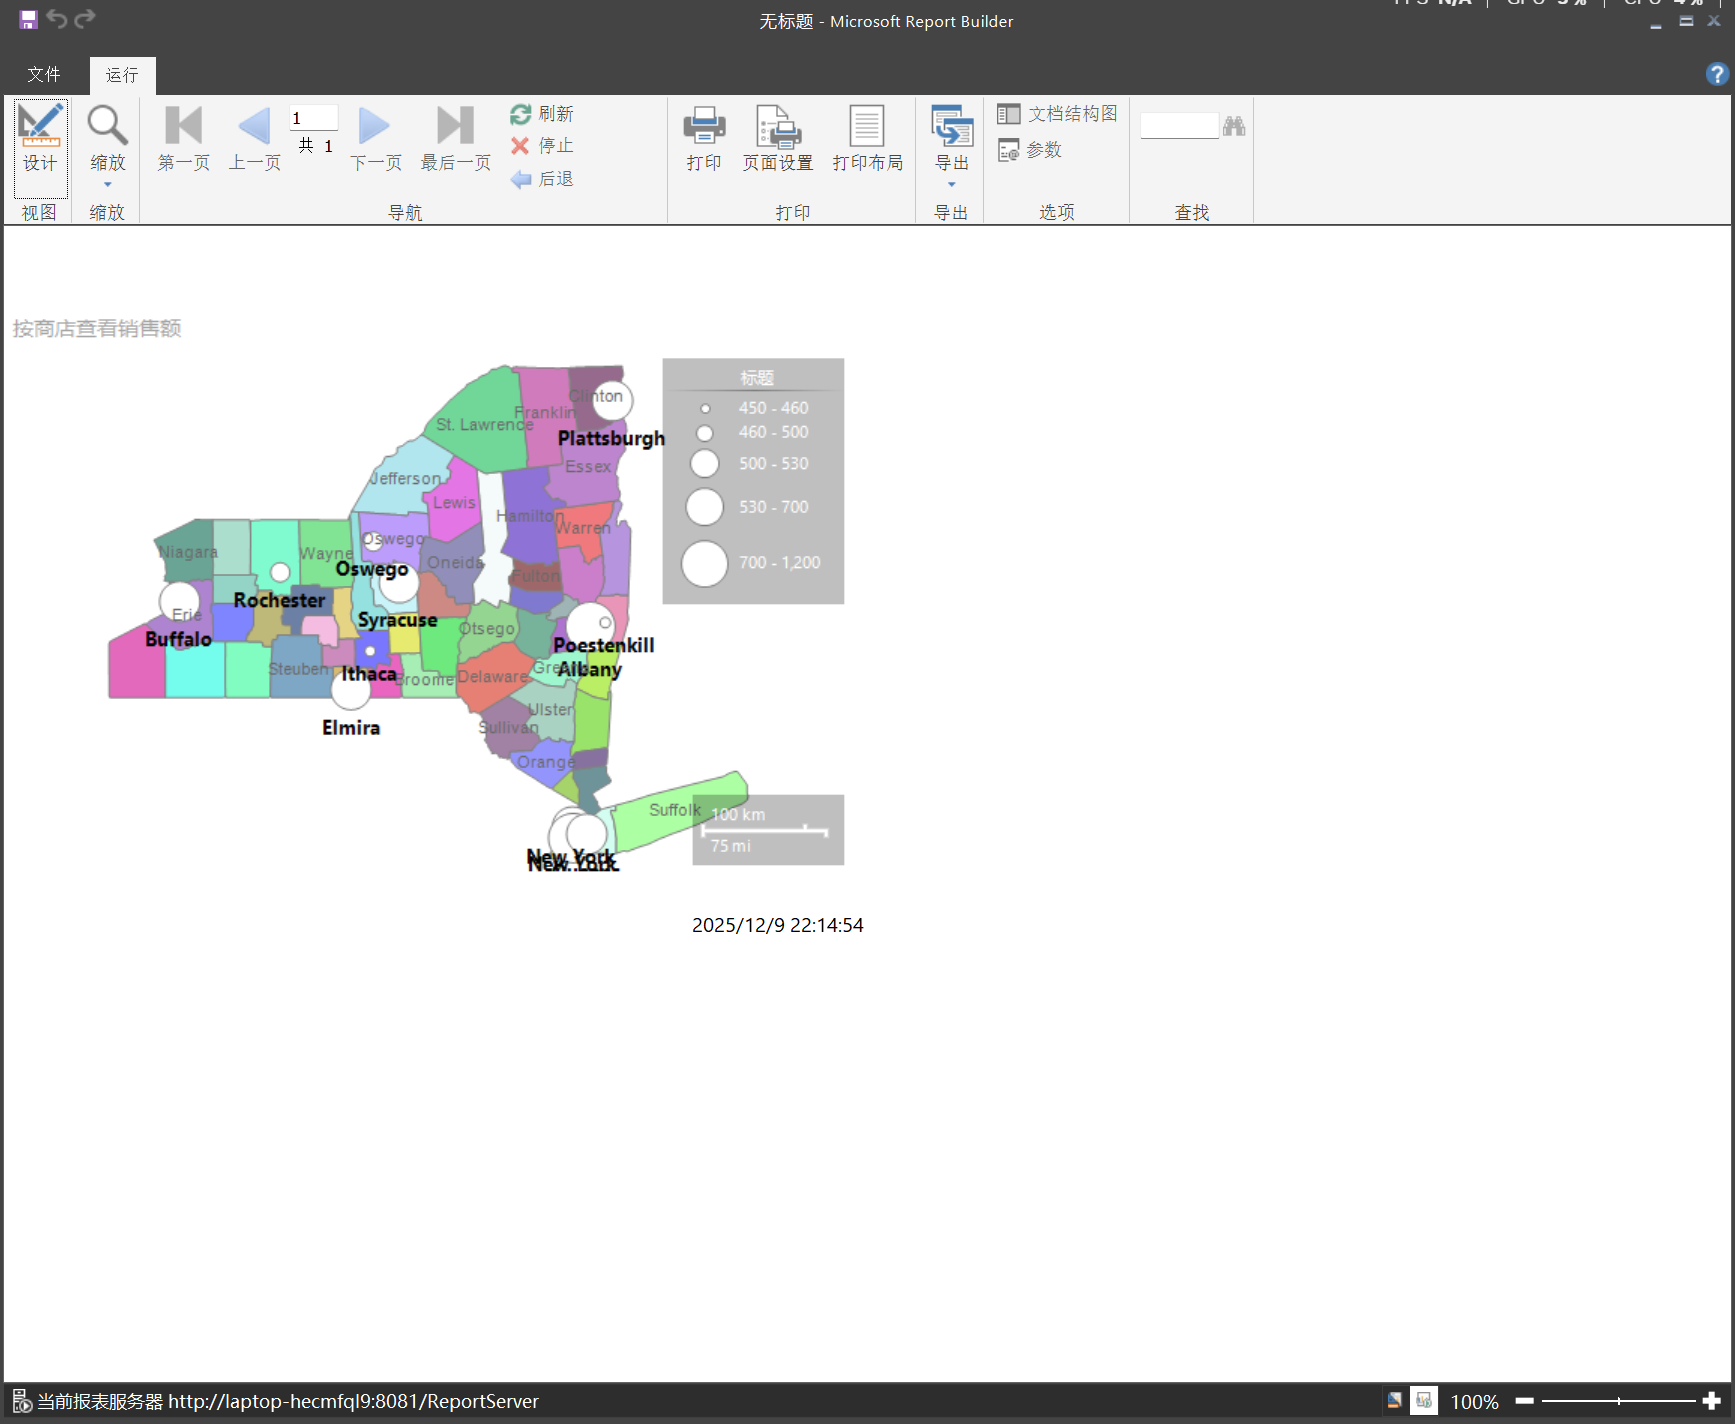 无标题 - Microsoft Report Builder
文件
运行
设计
视图
缩放
缩放
第一页
上一页
1
共 1
下一页
最后一页
刷新
停止
后退
导航
打印
页面设置
打印布局
打印
导出
导出
文档结构图
参数
选项
查找
按商店查看销售额
标题
450 - 460
460 - 500
500 - 530
530 - 700
700 - 1,200
Clinton
Franklin
St. Lawrence
Plattsburgh
Essex
Jefferson
Lewis
Hamilton
Warren
Niagara
Wayne
Oswego
Oswego
Oneida
Fulton
Rochester
Erie
Syracuse
Buffalo
Otsego
Poestenkill
Steuben
Ithaca
Broome
Delaware
Albany
Elmira
Ulster
Sullivan
Orange
Suffolk
100 km
75 mi
New York
New York
2025/12/9 22:14:54
当前报表服务器 http://laptop-hecmfql9:8081/ReportServer
100%